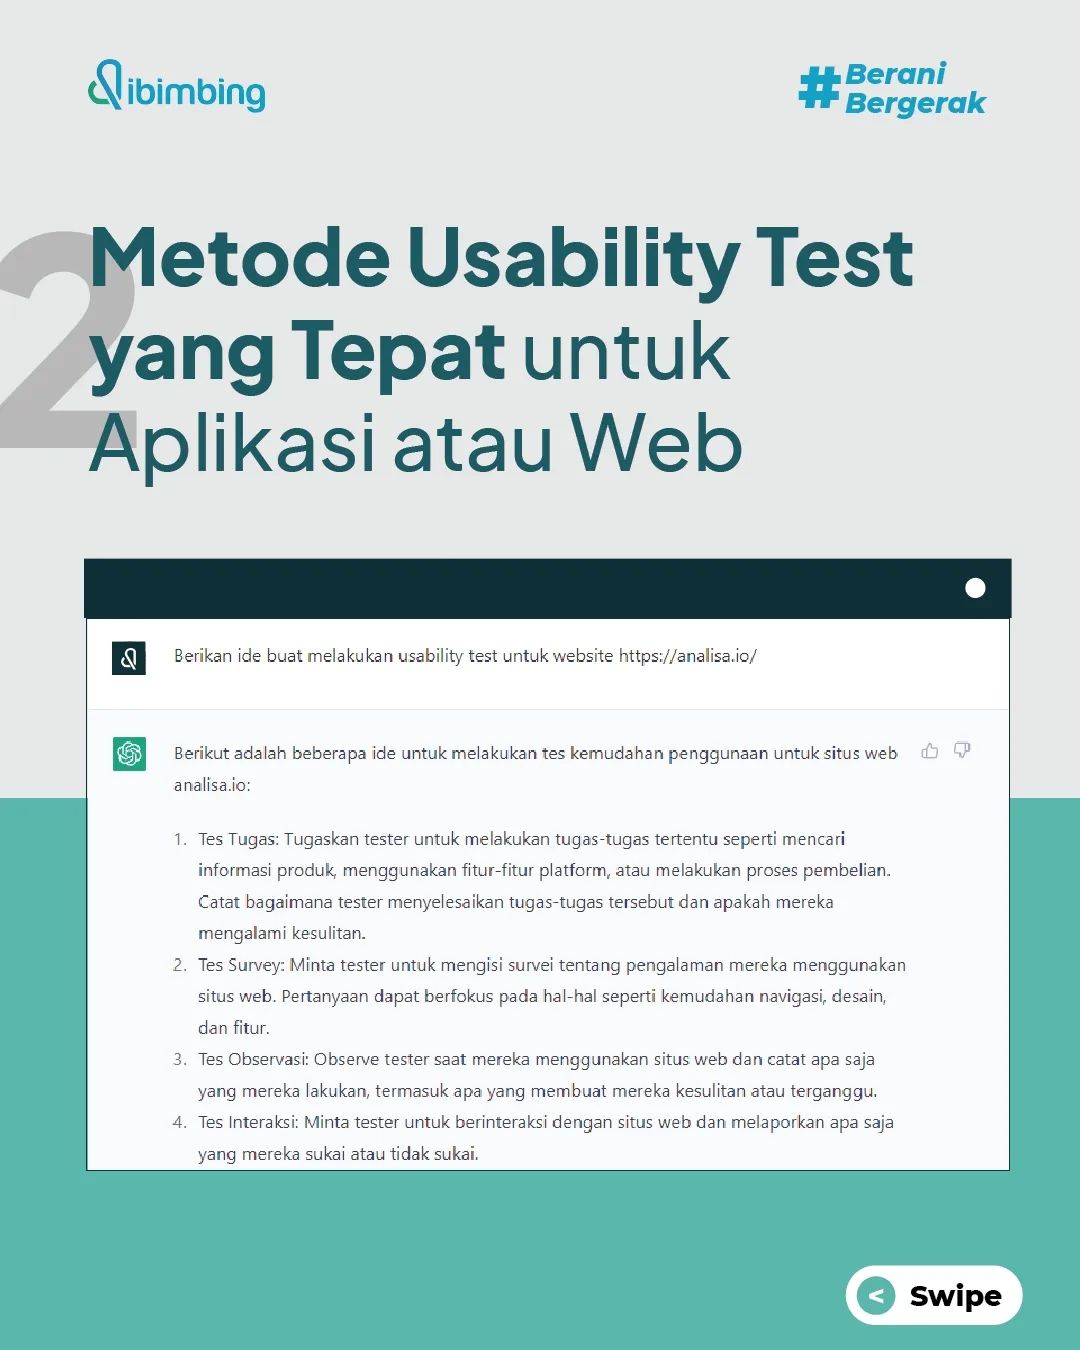 dibimbing
#Berani
Bergerak
2
Metode Usability Test
yang Tepat untuk
Aplikasi atau Web
Berikan ide buat melakukan usability test untuk website https://analisa.io/
Berikut adalah beberapa ide untuk melakukan tes kemudahan penggunaan untuk situs web
analisa.io:
1. Tes Tugas: Tugaskan tester untuk melakukan tugas-tugas tertentu seperti mencari
informasi produk, menggunakan fitur-fitur platform, atau melakukan proses pembelian.
Catat bagaimana tester menyelesaikan tugas-tugas tersebut dan apakah mereka
mengalami kesulitan.
2. Tes Survey: Minta tester untuk mengisi survei tentang pengalaman mereka menggunakan
situs web. Pertanyaan dapat berfokus pada hal-hal seperti kemudahan navigasi, desain,
dan fitur.
3. Tes Observasi: Observe tester saat mereka menggunakan situs web dan catat apa saja
yang mereka lakukan, termasuk apa yang membuat mereka kesulitan atau terganggu.
4. Tes Interaksi: Minta tester untuk berinteraksi dengan situs web dan melaporkan apa saja
yang mereka sukai atau tidak sukai.
< Swipe